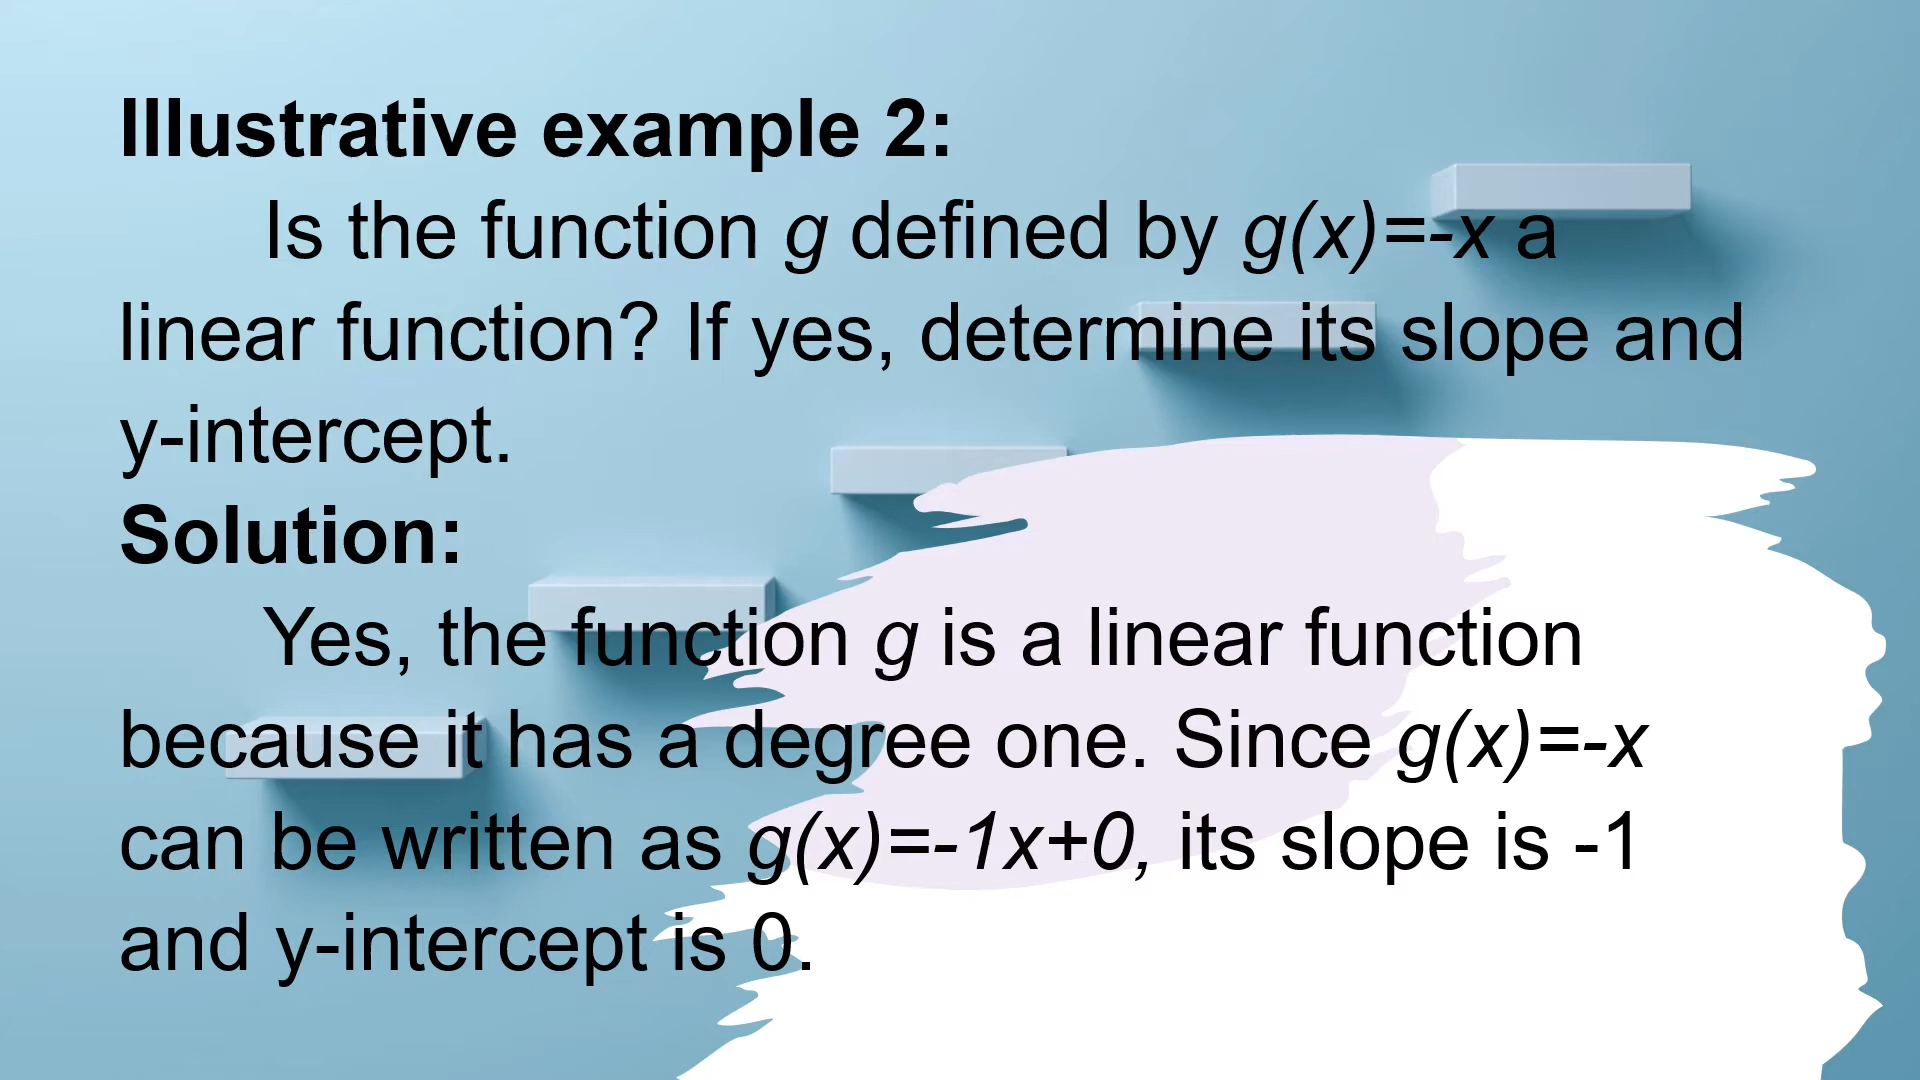 Illustrative example 2:
Is the function g defined by g(x)=-x a
linear function? If yes, determine its slope and
y-intercept.
Solution:
Yes, the function g is a linear function
because it has a degree one. Since g(x)=-x
can be written as g(x)=-1x+0, its slope is -1
and y-intercept is 0.